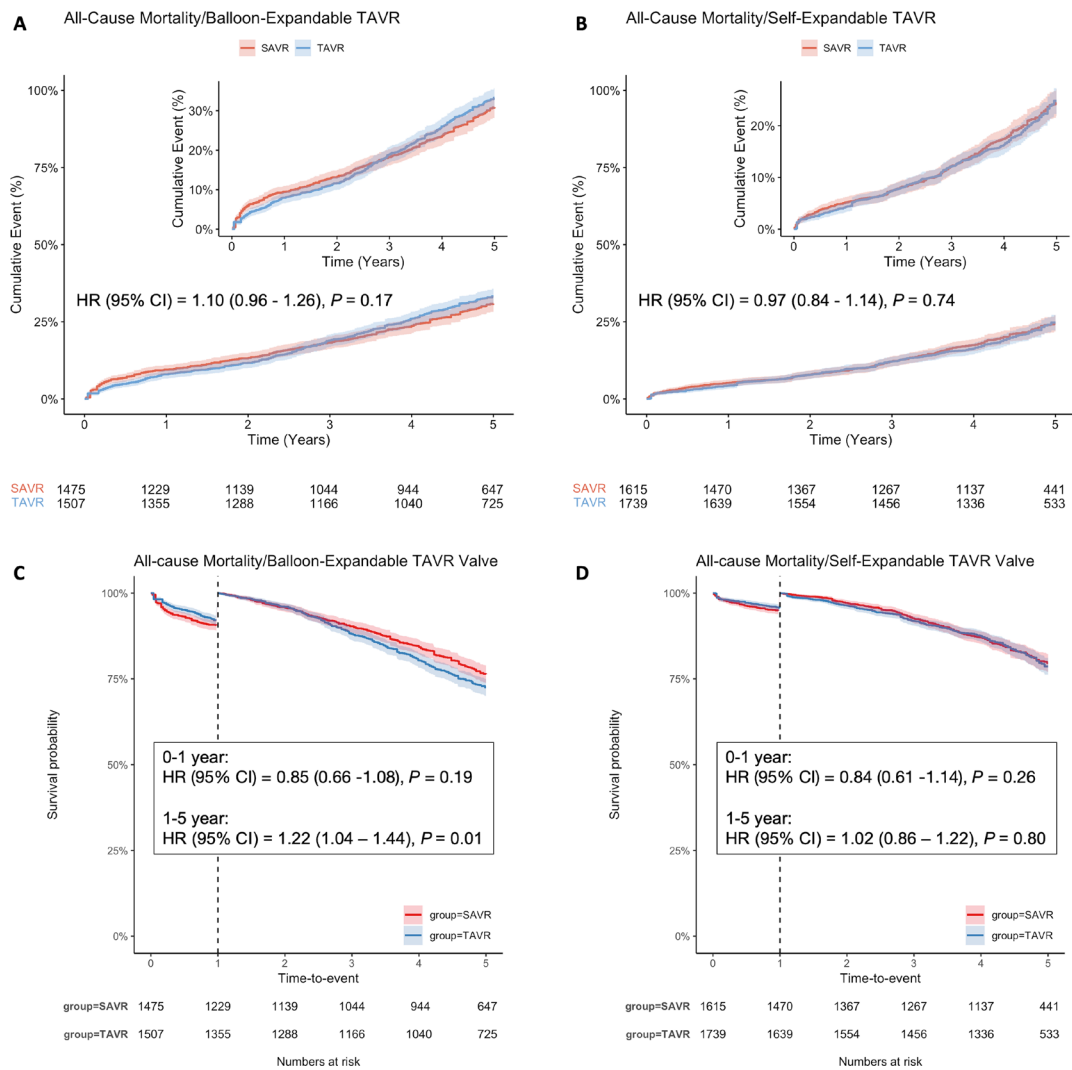 A
All-Cause Mortality/Balloon-Expandable TAVR
SAVR TAVR
100%
75%
50%
25%
0%
Cumulative Event (%)
30%
20%
10%
0%
Cumulative Event (%)
0 1 2 3 4 5
Time (Years)
HR (95% CI) = 1.10 (0.96 - 1.26), P = 0.17
0 1 2 3 4 5
Time (Years)
SAVR 1475 1229 1139 1044 944 647
TAVR 1507 1355 1288 1166 1040 725
B
All-Cause Mortality/Self-Expandable TAVR
SAVR TAVR
100%
75%
50%
25%
0%
Cumulative Event (%)
20%
10%
0%
Cumulative Event (%)
0 1 2 3 4 5
Time (Years)
HR (95% CI) = 0.97 (0.84 - 1.14), P = 0.74
0 1 2 3 4 5
Time (Years)
SAVR 1615 1470 1367 1267 1137 441
TAVR 1739 1639 1554 1456 1336 533
C
All-cause Mortality/Balloon-Expandable TAVR Valve
100%
75%
50%
25%
0%
Survival probability
0-1 year:
HR (95% CI) = 0.85 (0.66 -1.08), P = 0.19
1-5 year:
HR (95% CI) = 1.22 (1.04 – 1.44), P = 0.01
group=SAVR
group=TAVR
0 1 2 3 4 5
Time-to-event
group=SAVR 1475 1229 1139 1044 944 647
group=TAVR 1507 1355 1288 1166 1040 725
Numbers at risk
D
All-cause Mortality/Self-Expandable TAVR Valve
100%
75%
50%
25%
0%
Survival probability
0-1 year:
HR (95% CI) = 0.84 (0.61 -1.14), P = 0.26
1-5 year:
HR (95% CI) = 1.02 (0.86 – 1.22), P = 0.80
group=SAVR
group=TAVR
0 1 2 3 4 5
Time-to-event
group=SAVR 1615 1470 1367 1267 1137 441
group=TAVR 1739 1639 1554 1456 1336 533
Numbers at risk